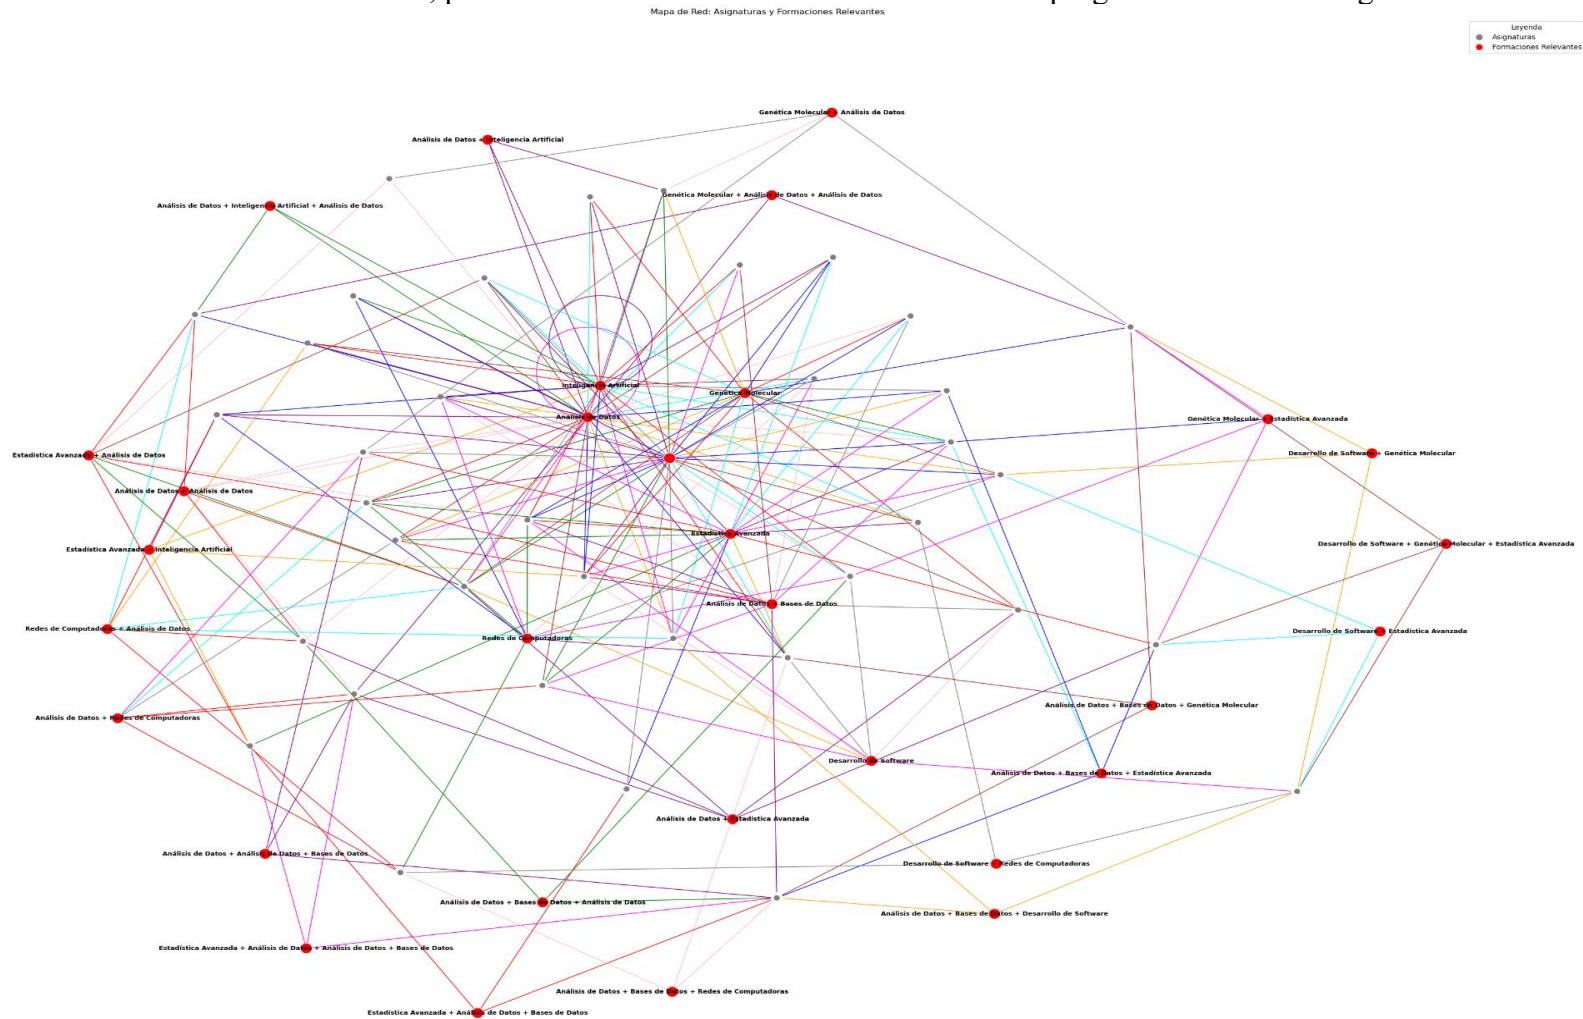 Mapa de Red: Asignaturas y Formaciones Relevantes
Leyenda
Asignaturas
Formaciones Relevantes
Genética Molecular + Análisis de Datos
Análisis de Datos + Inteligencia Artificial
Genética Molecular + Análisis de Datos + Análisis de Datos
Análisis de Datos + Inteligencia Artificial + Análisis de Datos
Inteligencia Artificial
Genética Molecular
Análisis de Datos
Genética Molecular + Estadística Avanzada
Desarrollo de Software + Genética Molecular
Estadística Avanzada + Análisis de Datos
Análisis de Datos + Análisis de Datos
Estadística Avanzada
Desarrollo de Software + Genética Molecular + Estadística Avanzada
Estadística Avanzada + Inteligencia Artificial
Análisis de Datos + Bases de Datos
Redes de Computadoras + Análisis de Datos
Desarrollo de Software + Estadística Avanzada
Redes de Computadoras
Análisis de Datos + Bases de Datos + Genética Molecular
Análisis de Datos + Redes de Computadoras
Desarrollo de Software
Análisis de Datos + Bases de Datos + Estadística Avanzada
Análisis de Datos + Estadística Avanzada
Análisis de Datos + Análisis de Datos + Bases de Datos
Desarrollo de Software + Redes de Computadoras
Análisis de Datos + Bases de Datos + Análisis de Datos
Análisis de Datos + Bases de Datos + Desarrollo de Software
Estadística Avanzada + Análisis de Datos + Análisis de Datos + Bases de Datos
Análisis de Datos + Bases de Datos + Redes de Computadoras
Estadística Avanzada + Análisis de Datos + Bases de Datos